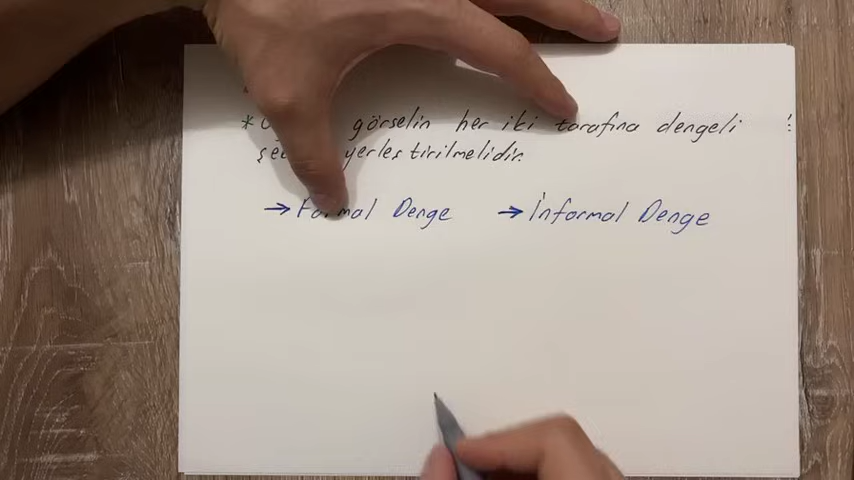 * görselin her iki tarafına dengeli
yerleştirilmelidir.
→ Formal Denge → İnformal Denge